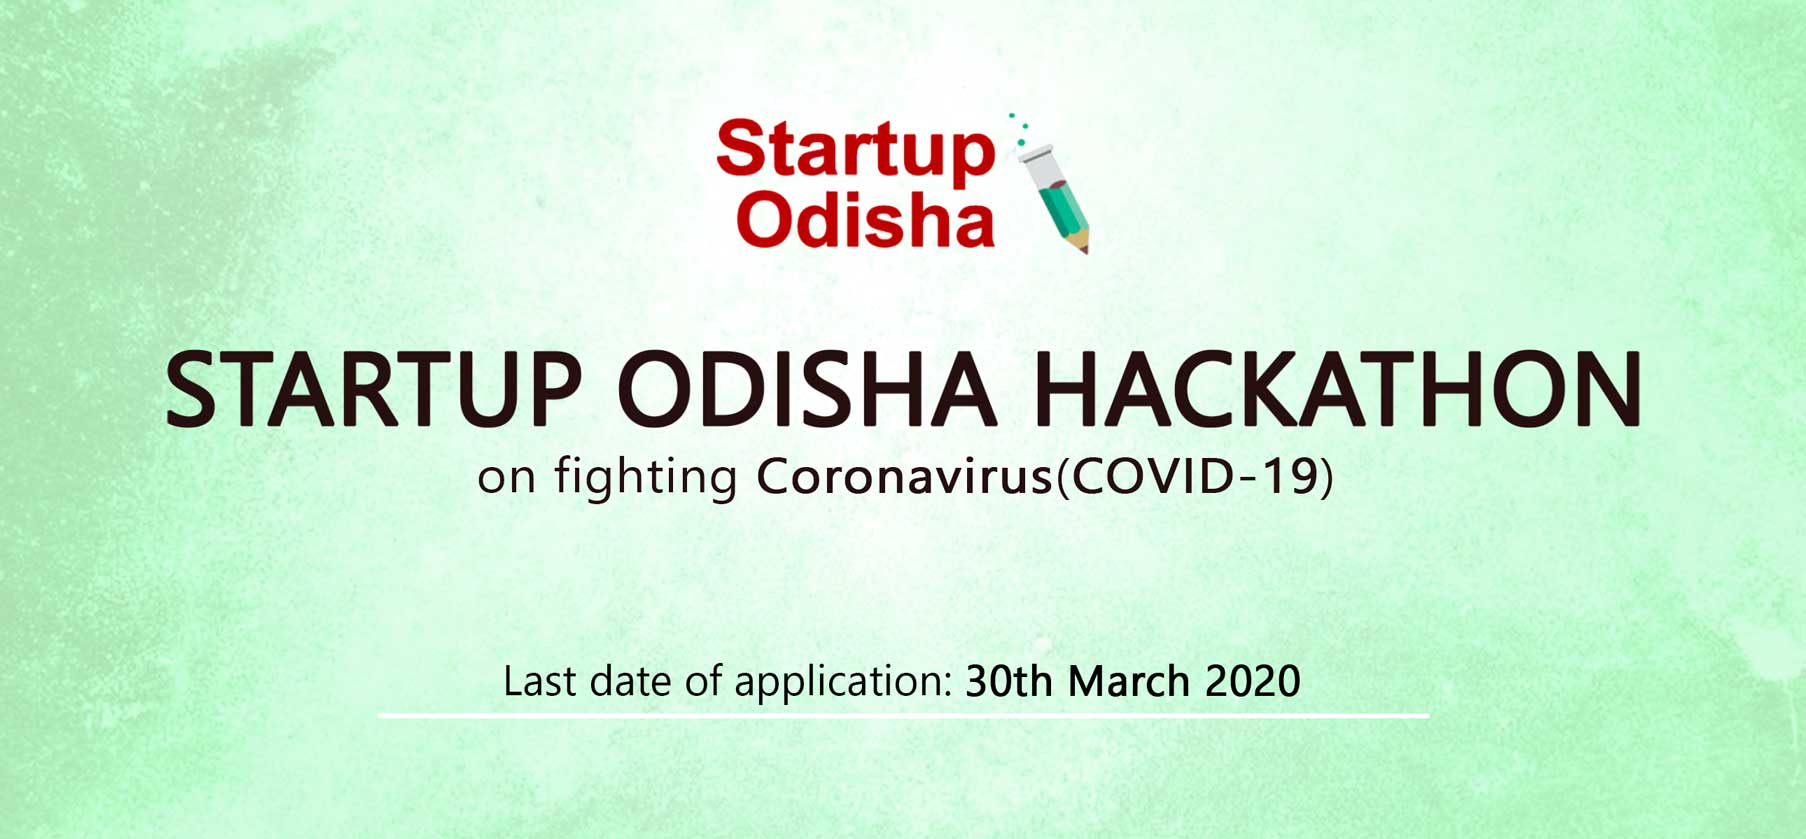 Startup
Odisha
STARTUP ODISHA HACKATHON
on fighting Coronavirus(COVID-19)
Last date of application: 30th March 2020